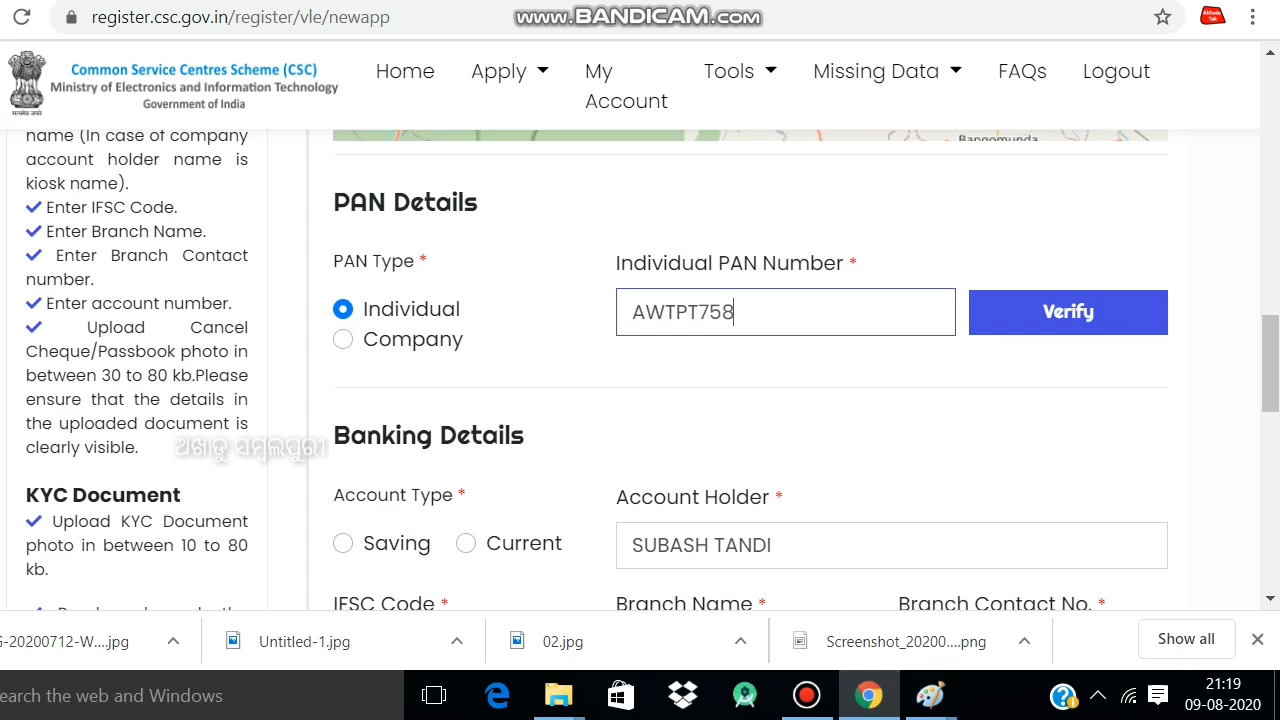 register.csc.gov.in/register/vle/newapp
www.BANDICAM.com
Common Service Centres Scheme (CSC)
Ministry of Electronics and Information Technology
Government of India
Home
Apply
My
Account
Tools
Missing Data
FAQs
Logout
name (In case of company
account holder name is
kiosk name).
Enter IFSC Code.
Enter Branch Name.
Enter Branch Contact
number.
Enter account number.
Upload Cancel
Cheque/Passbook photo in
between 30 to 80 kb.Please
ensure that the details in
the uploaded document is
clearly visible.
KYC Document
Upload KYC Document
photo in between 10 to 80
kb.
Bangomunda
PAN Details
PAN Type *
Individual
Company
Individual PAN Number *
AWTPT758
Verify
ଅଖାଡୁ ସମ୍ବଲପୁରୀ
Banking Details
Account Type *
Saving
Current
Account Holder *
SUBASH TANDI
IFSC Code *
Branch Name *
Branch Contact No. *
G-20200712-W....jpg
Untitled-1.jpg
02.jpg
Screenshot_20200....png
Show all
earch the web and Windows
21:19
09-08-2020